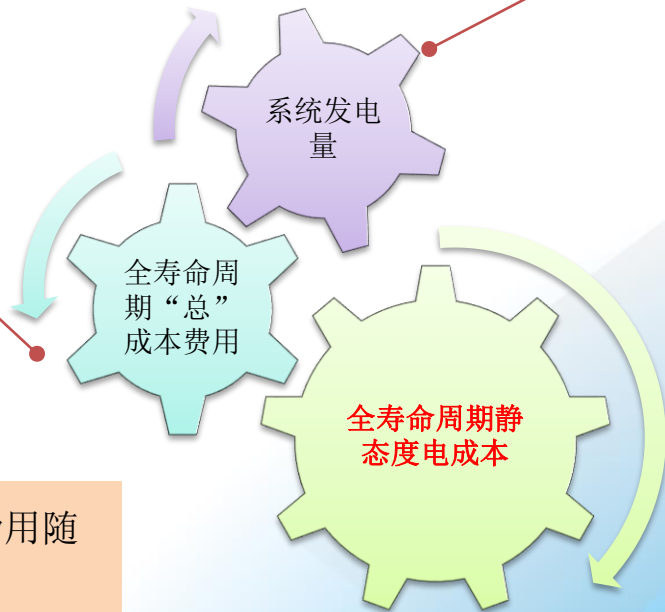 系统发电
量
全寿命周
期“总”
成本费用
全寿命周期静
态度电成本
用随